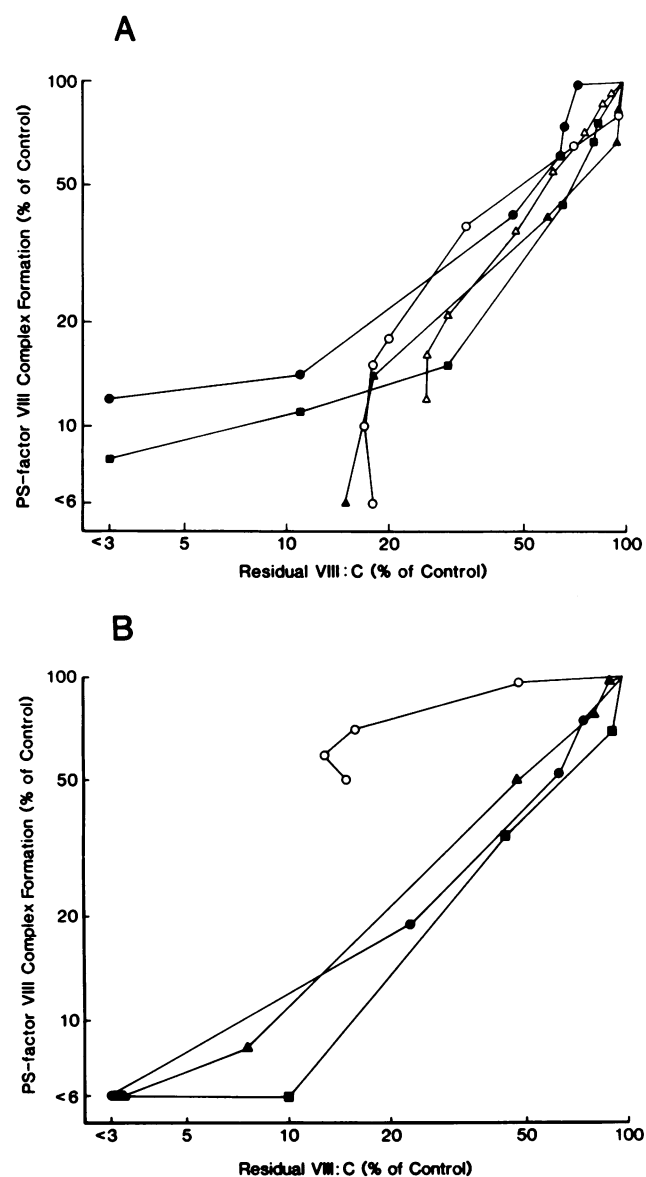 A
PS-factor VIII Complex Formation (% of Control)
100
50
20
10
<6
<3 5 10 20 50 100
Residual VIII:C (% of Control)
B
PS-factor VIII Complex Formation (% of Control)
100
50
20
10
<6
<3 5 10 20 50 100
Residual VIII:C (% of Control)